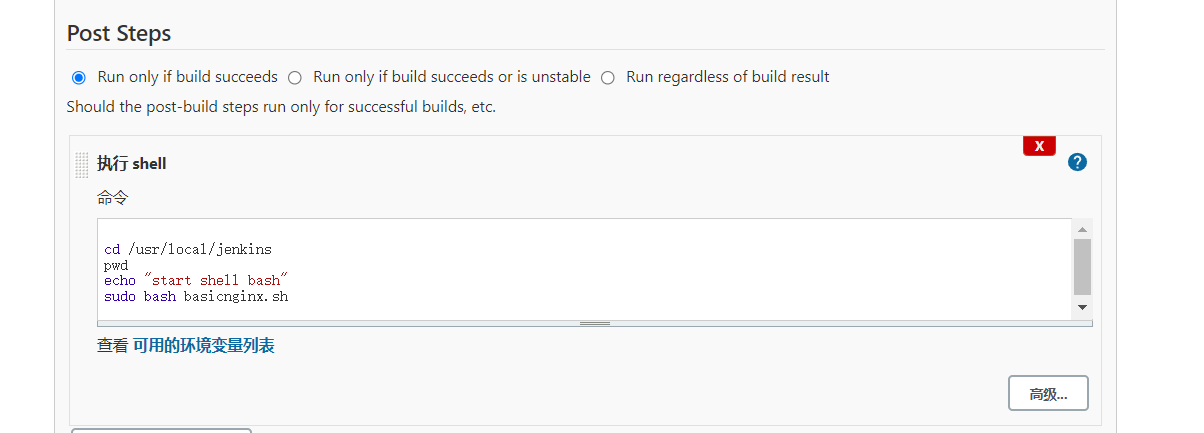 Post Steps
Run only if build succeeds Run only if build succeeds or is unstable Run regardless of build result
Should the post-build steps run only for successful builds, etc.
X
执行 shell
?
命令
cd /usr/local/jenkins
pwd
echo "start shell bash"
sudo bash basicnginx.sh
查看 可用的环境变量列表
高级...